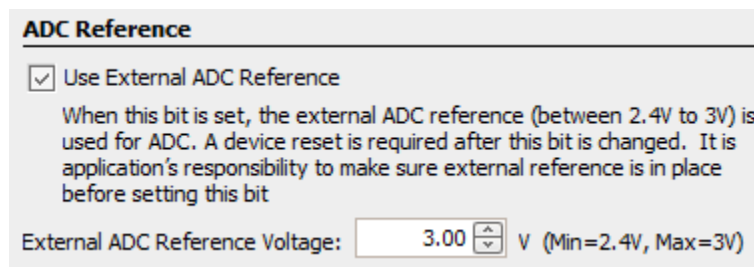 ADC Reference
Use External ADC Reference
When this bit is set, the external ADC reference (between 2.4V to 3V) is
used for ADC. A device reset is required after this bit is changed.  It is
application's responsibility to make sure external reference is in place
before setting this bit
External ADC Reference Voltage: 3.00 V (Min=2.4V, Max=3V)